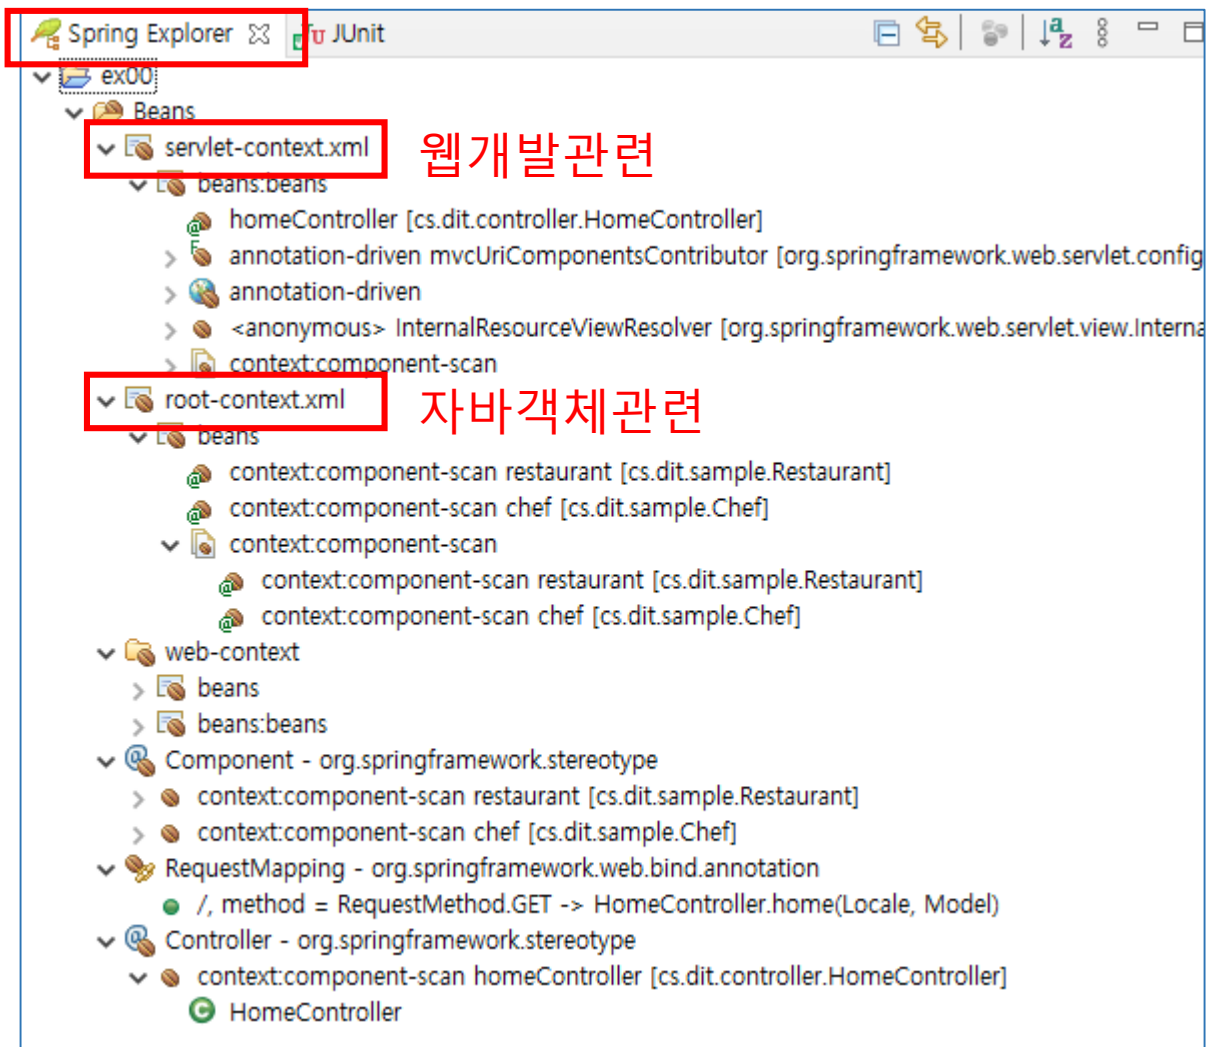 Spring Explorer JUnit
ex00
Beans
servlet-context.xml 웹개발관련
beans:beans
homeController [cs.dit.controller.HomeController]
annotation-driven mvcUriComponentsContributor [org.springframework.web.servlet.config
annotation-driven
<anonymous> InternalResourceViewResolver [org.springframework.web.servlet.view.Interna
context:component-scan
root-context.xml 자바객체관련
beans
context:component-scan restaurant [cs.dit.sample.Restaurant]
context:component-scan chef [cs.dit.sample.Chef]
context:component-scan
context:component-scan restaurant [cs.dit.sample.Restaurant]
context:component-scan chef [cs.dit.sample.Chef]
web-context
beans
beans:beans
Component - org.springframework.stereotype
context:component-scan restaurant [cs.dit.sample.Restaurant]
context:component-scan chef [cs.dit.sample.Chef]
RequestMapping - org.springframework.web.bind.annotation
/, method = RequestMethod.GET -> HomeController.home(Locale, Model)
Controller - org.springframework.stereotype
context:component-scan homeController [cs.dit.controller.HomeController]
HomeController